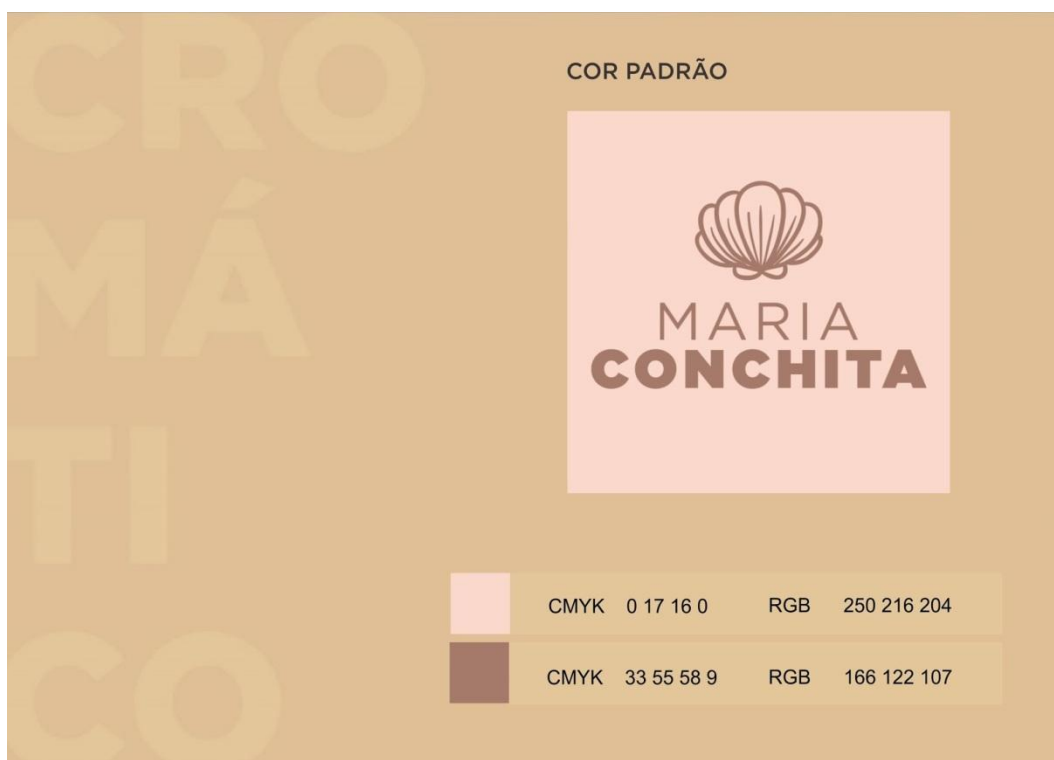 CRO
MÁ
TI
CO
COR PADRÃO
MARIA
CONCHITA
CMYK 0 17 16 0 RGB 250 216 204
CMYK 33 55 58 9 RGB 166 122 107